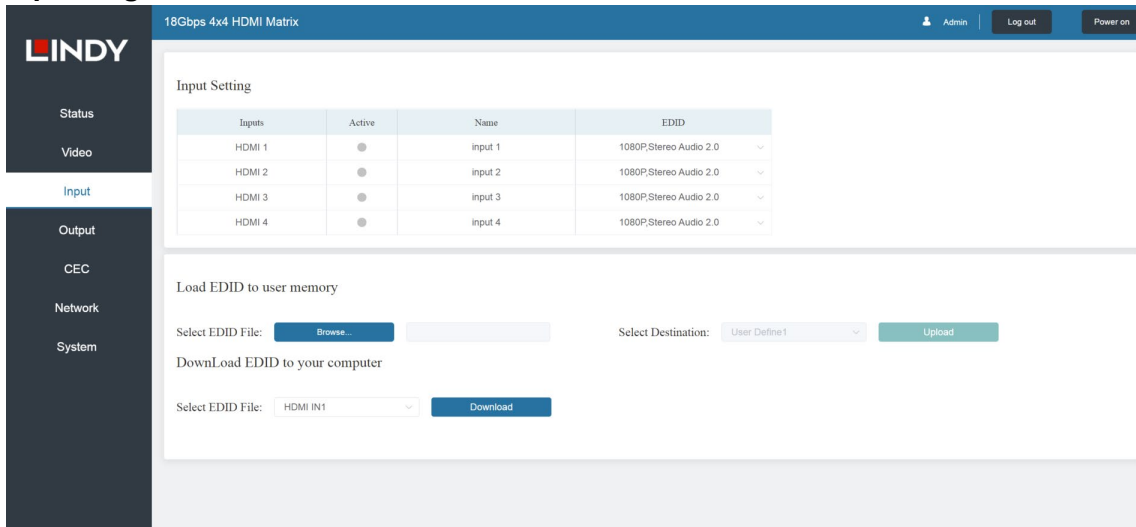 18Gbps 4x4 HDMI Matrix
Admin
Log out
Power on
LINDY
Status
Video
Input
Output
CEC
Network
System
Input Setting
Inputs Active Name EDID
HDMI 1 input 1 1080P,Stereo Audio 2.0
HDMI 2 input 2 1080P,Stereo Audio 2.0
HDMI 3 input 3 1080P,Stereo Audio 2.0
HDMI 4 input 4 1080P,Stereo Audio 2.0
Load EDID to user memory
Select EDID File: Browse... Select Destination: User Define1 Upload
DownLoad EDID to your computer
Select EDID File: HDMI IN1 Download